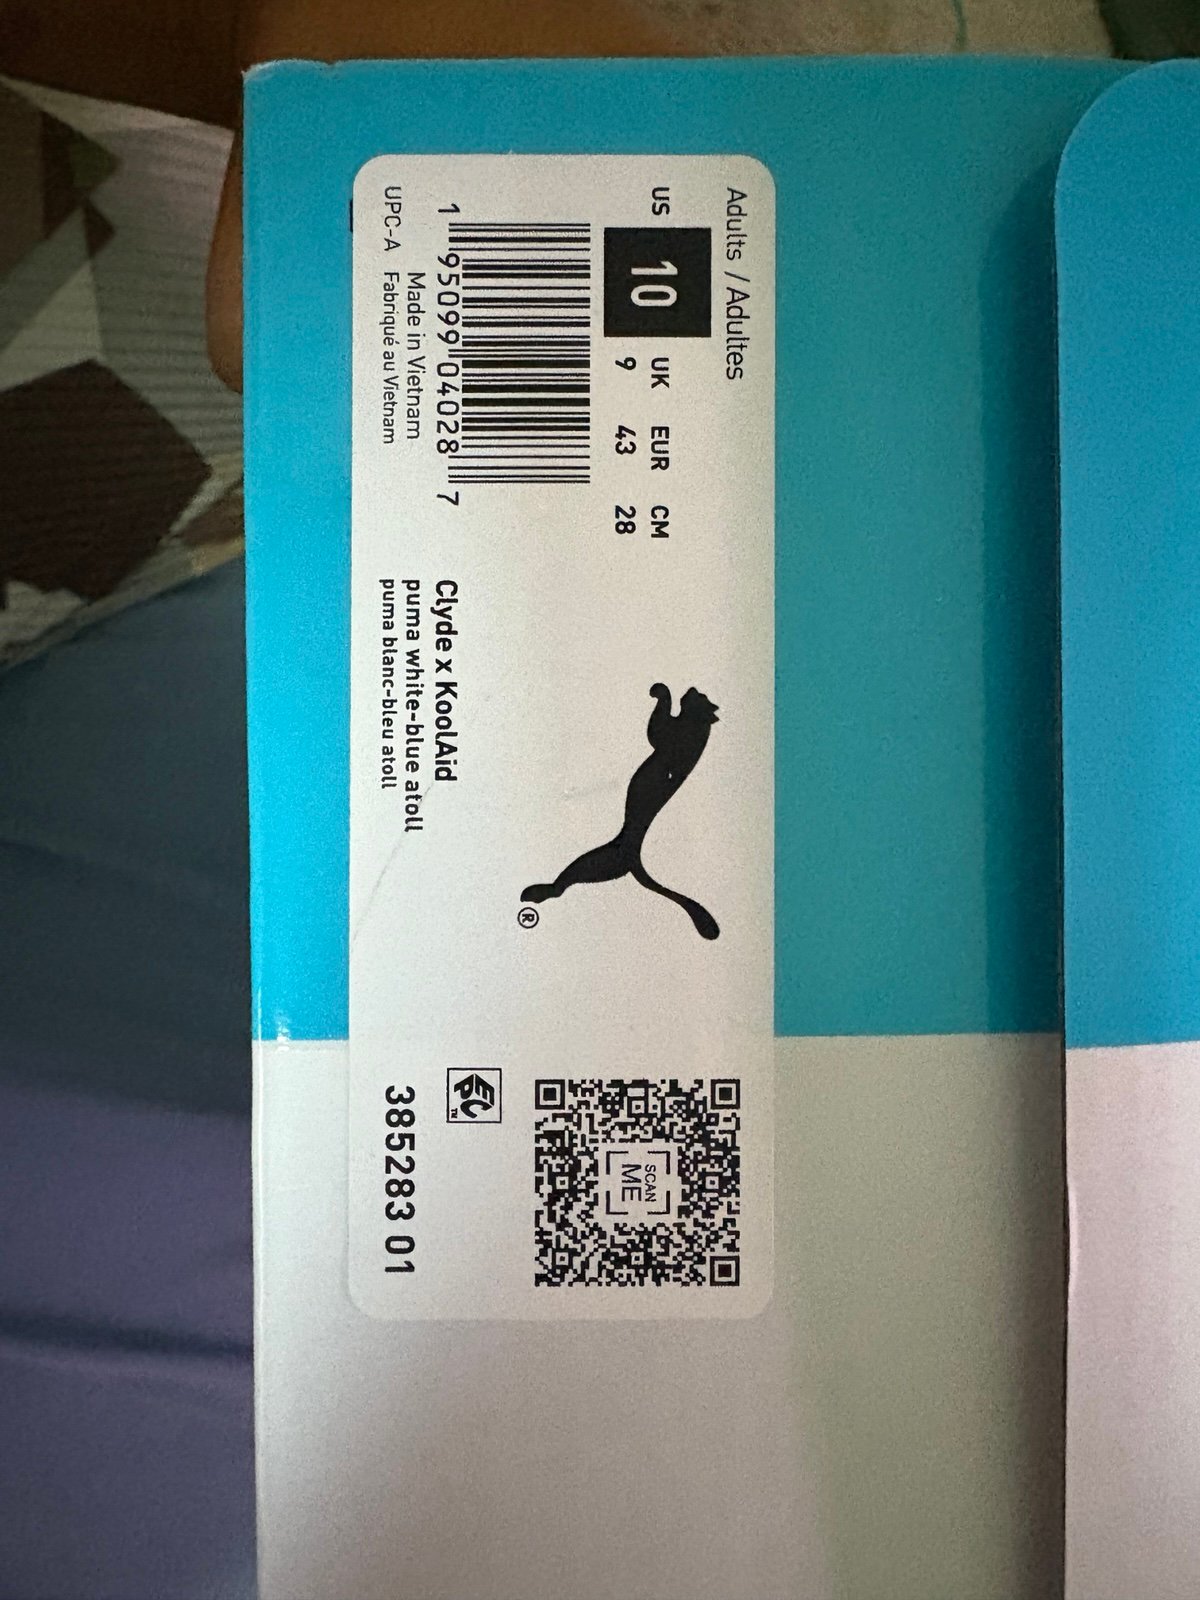 Adults / Adultes
US UK EUR CM
10 9 43 28
1 95099 04028 7
UPC-A Made in Vietnam
Fabriqué au Vietnam
Clyde x KoolAid
puma white-blue atoll
puma blanc-bleu atoll
®
SCAN
ME
EPC™
385283 01